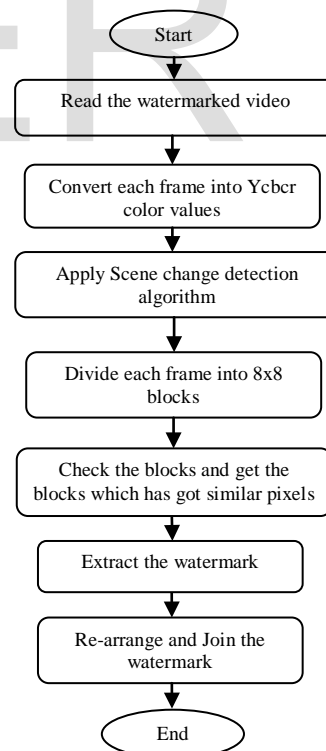 Start
Read the watermarked video
Convert each frame into Ycbcr
color values
Apply Scene change detection
algorithm
Divide each frame into 8x8
blocks
Check the blocks and get the
blocks which has got similar pixels
Extract the watermark
Re-arrange and Join the
watermark
End